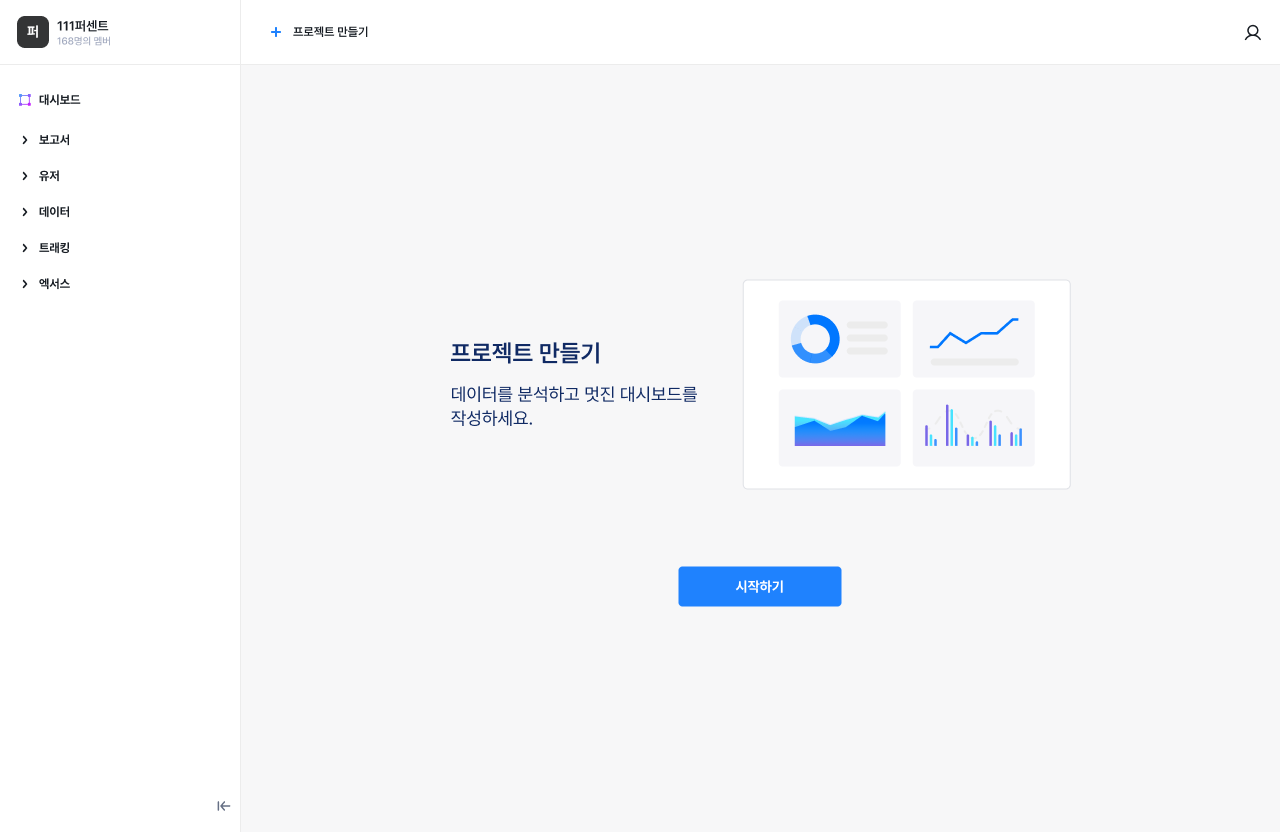 퍼
111퍼센트
168명의 멤버
프로젝트 만들기
대시보드
보고서
유저
데이터
트래킹
엑서스
프로젝트 만들기
데이터를 분석하고 멋진 대시보드를
작성하세요.
시작하기